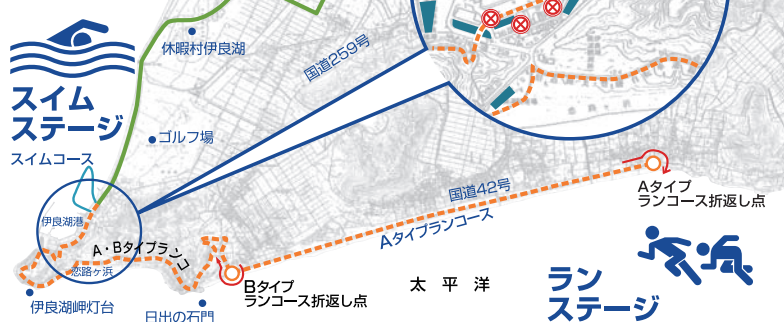 休暇村伊良湖
国道259号
スイム
ステージ
ゴルフ場
スイムコース
伊良湖港
国道42号
Aタイプ
ランコース折返し点
Aタイプランコース
A・Bタイプランコ
恋路ヶ浜
Bタイプ
ランコース折返し点
太平洋
ラン
ステージ
伊良湖岬灯台
日出の石門